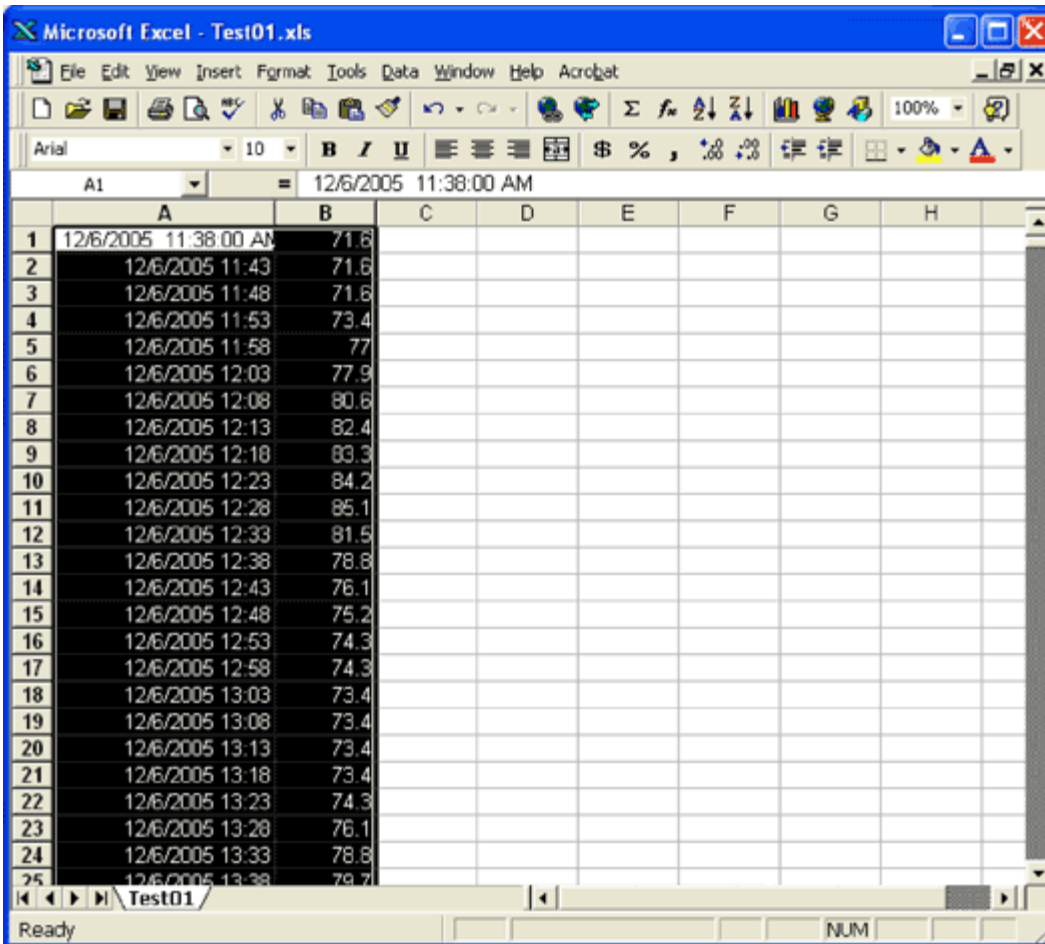 Microsoft Excel - Test01.xls
File Edit View Insert Format Tools Data Window Help Acrobat
100%
Arial 10 B I U $ % ,
A1 = 12/6/2005 11:38:00 AM
A B C D E F G H
1 12/6/2005 11:38:00 AM 71.6
2 12/6/2005 11:43 71.6
3 12/6/2005 11:48 71.6
4 12/6/2005 11:53 73.4
5 12/6/2005 11:58 77
6 12/6/2005 12:03 77.9
7 12/6/2005 12:08 80.6
8 12/6/2005 12:13 82.4
9 12/6/2005 12:18 83.3
10 12/6/2005 12:23 84.2
11 12/6/2005 12:28 85.1
12 12/6/2005 12:33 81.5
13 12/6/2005 12:38 78.8
14 12/6/2005 12:43 76.1
15 12/6/2005 12:48 75.2
16 12/6/2005 12:53 74.3
17 12/6/2005 12:58 74.3
18 12/6/2005 13:03 73.4
19 12/6/2005 13:08 73.4
20 12/6/2005 13:13 73.4
21 12/6/2005 13:18 73.4
22 12/6/2005 13:23 74.3
23 12/6/2005 13:28 76.1
24 12/6/2005 13:33 78.8
25 12/6/2005 13:38 79.7
Test01
Ready NUM